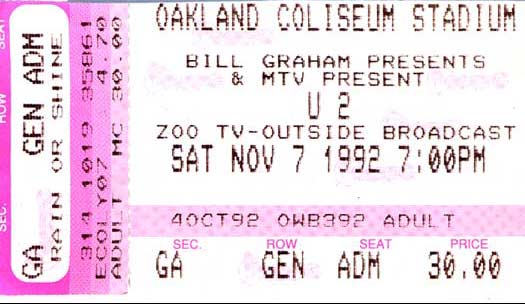 OAKLAND COLISEUM STADIUM
BILL GRAHAM PRESENTS
& MTV PRESENT
U 2
ZOO TV-OUTSIDE BROADCAST
SAT NOV 7 1992 7:00PM
4OCT92 OWB392 ADULT
SEC. ROW SEAT PRICE
GA GEN ADM 30.00
SEC. ROW SEAT
GA GEN ADM
RAIN OR SHINE
314 1019 35861
ECOLY07 4.70
ADULT MC 30.00